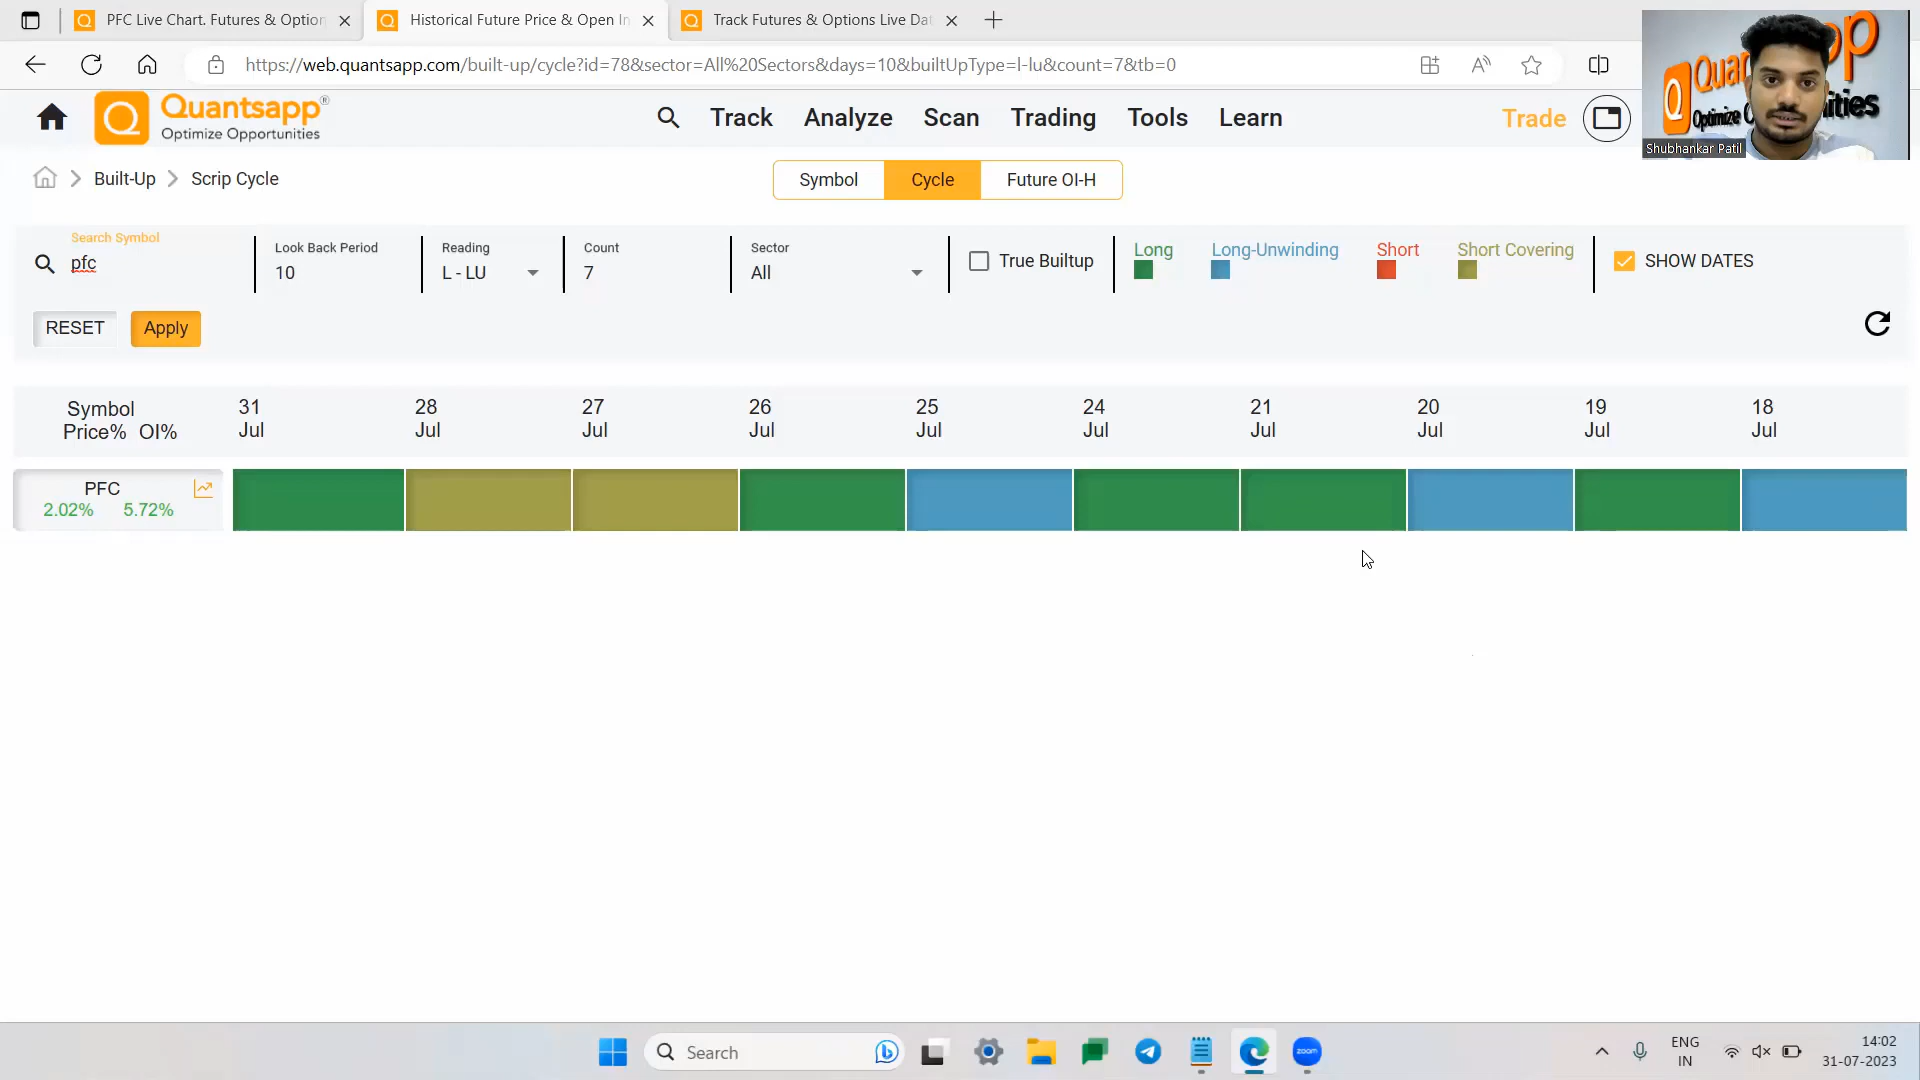 PFC Live Chart. Futures & Option
Historical Future Price & Open In
Track Futures & Options Live Dat
https://web.quantsapp.com/built-up/cycle?id=78&sector=All%20Sectors&days=10&builtUpType=l-lu&count=7&tb=0
Quantsapp®
Optimize Opportunities
Track
Analyze
Scan
Trading
Tools
Learn
Trade
Shubhankar Patil
Built-Up
Scrip Cycle
Symbol
Cycle
Future OI-H
Search Symbol
pfc
Look Back Period
10
Reading
L - LU
Count
7
Sector
All
True Builtup
Long
Long-Unwinding
Short
Short Covering
SHOW DATES
RESET
Apply
Symbol
Price% OI%
31
Jul
28
Jul
27
Jul
26
Jul
25
Jul
24
Jul
21
Jul
20
Jul
19
Jul
18
Jul
PFC
2.02% 5.72%
Search
zoom
ENG
IN
14:02
31-07-2023